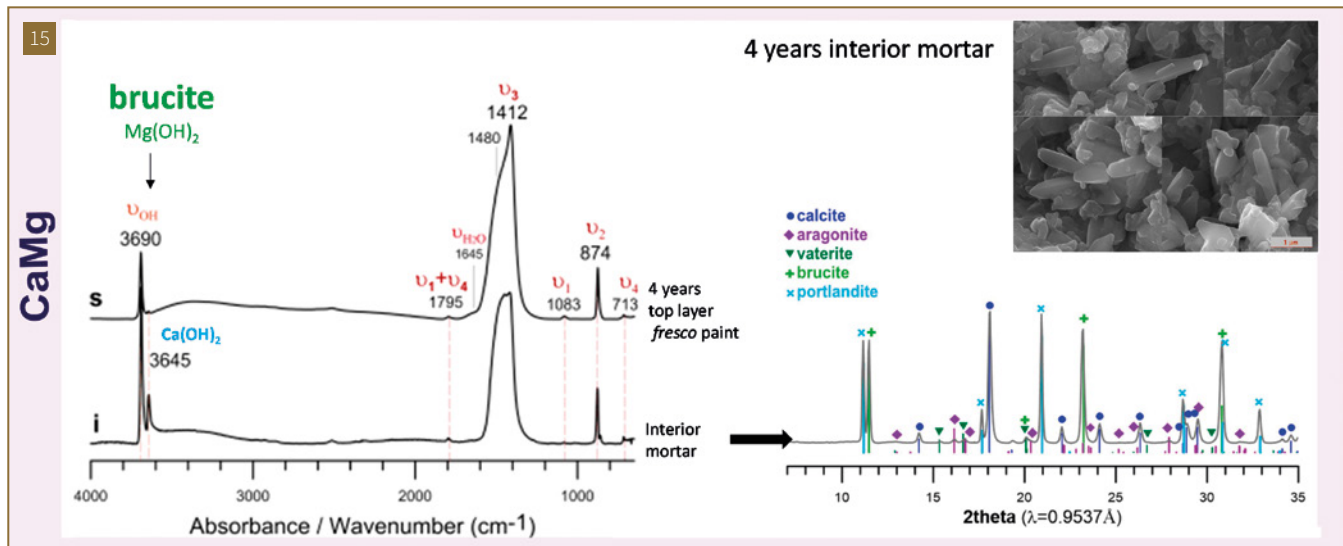 15
CaMg
brucite
Mg(OH)₂
υOH
3690
Ca(OH)₂
3645
υ₃
1412
1480
υH₂O
1645
υ₁+υ₄
1795
υ₁
1083
υ₂
874
υ₄
713
s
4 years
top layer
fresco paint
i
Interior
mortar
4000 3000 2000 1000
Absorbance / Wavenumber (cm⁻¹)
4 years interior mortar
1 µm
calcite
aragonite
vaterite
brucite
portlandite
10 15 20 25 30 35
2theta (λ=0.9537Å)